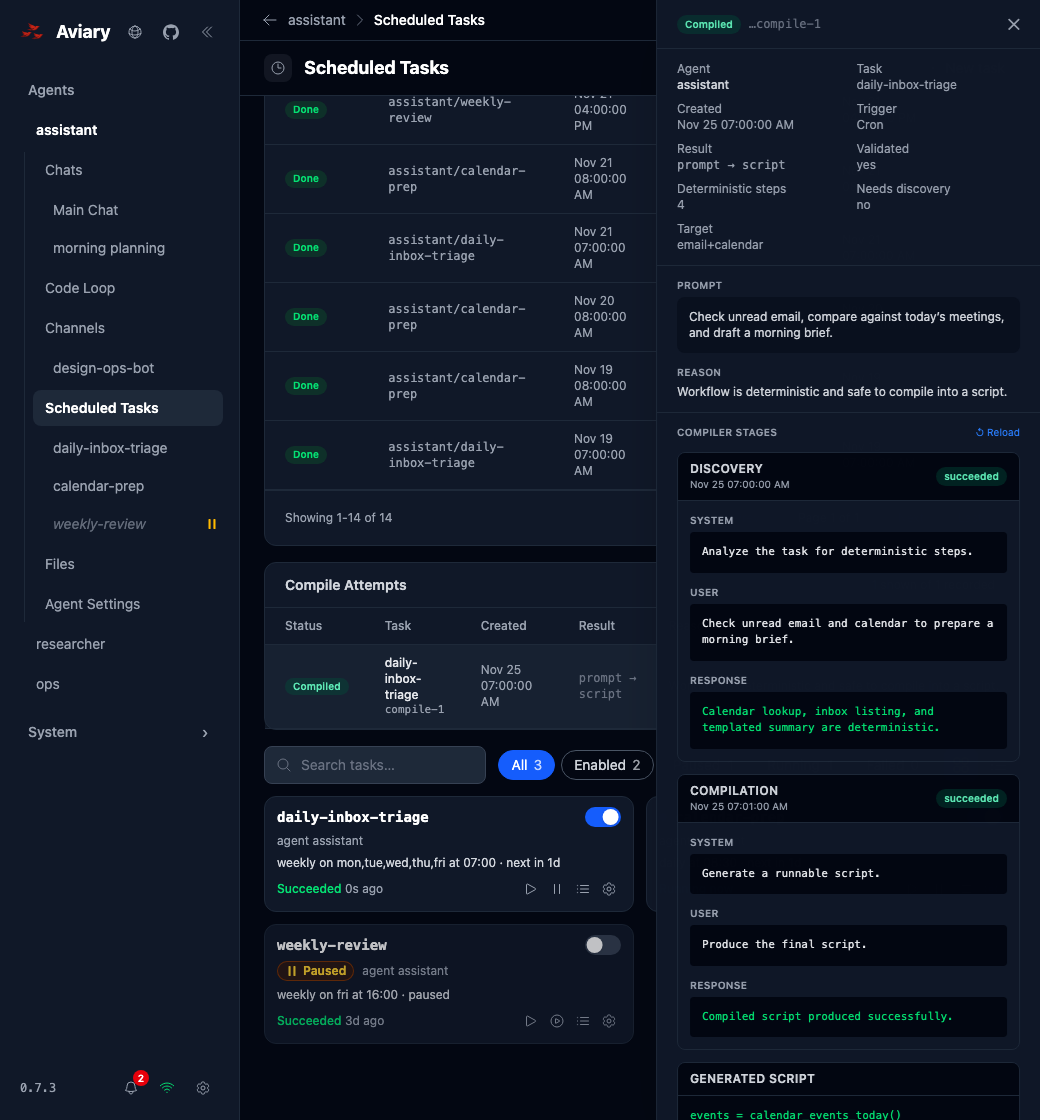 Aviary
Agents
assistant
Chats
Main Chat
morning planning
Code Loop
Channels
design-ops-bot
Scheduled Tasks
daily-inbox-triage
calendar-prep
weekly-review
Files
Agent Settings
researcher
ops
System
0.7.3
2
assistant
Scheduled Tasks
Scheduled Tasks
Done
assistant/weekly-
review
04:00:00
PM
Done
assistant/calendar-
prep
Nov 21
08:00:00
AM
Done
assistant/daily-
inbox-triage
Nov 21
07:00:00
AM
Done
assistant/calendar-
prep
Nov 20
08:00:00
AM
Done
assistant/calendar-
prep
Nov 19
08:00:00
AM
Done
assistant/daily-
inbox-triage
Nov 19
07:00:00
AM
Showing 1-14 of 14
Compile Attempts
Status Task Created Result
Compiled
daily-
inbox-
triage
compile-1
Nov 25
07:00:00
AM
prompt →
script
Search tasks...
All 3
Enabled 2
daily-inbox-triage
agent assistant
weekly on mon,tue,wed,thu,fri at 07:00 · next in 1d
Succeeded 0s ago
weekly-review
Paused agent assistant
weekly on fri at 16:00 · paused
Succeeded 3d ago
Compiled …compile-1
Agent
assistant
Task
daily-inbox-triage
Created
Nov 25 07:00:00 AM
Trigger
Cron
Result
prompt → script
Validated
yes
Deterministic steps
4
Needs discovery
no
Target
email+calendar
PROMPT
Check unread email, compare against today's meetings,
and draft a morning brief.
REASON
Workflow is deterministic and safe to compile into a script.
COMPILER STAGES
Reload
DISCOVERY
Nov 25 07:00:00 AM
succeeded
SYSTEM
Analyze the task for deterministic steps.
USER
Check unread email and calendar to prepare a
morning brief.
RESPONSE
Calendar lookup, inbox listing, and
templated summary are deterministic.
COMPILATION
Nov 25 07:01:00 AM
succeeded
SYSTEM
Generate a runnable script.
USER
Produce the final script.
RESPONSE
Compiled script produced successfully.
GENERATED SCRIPT
events = calendar_events_today()